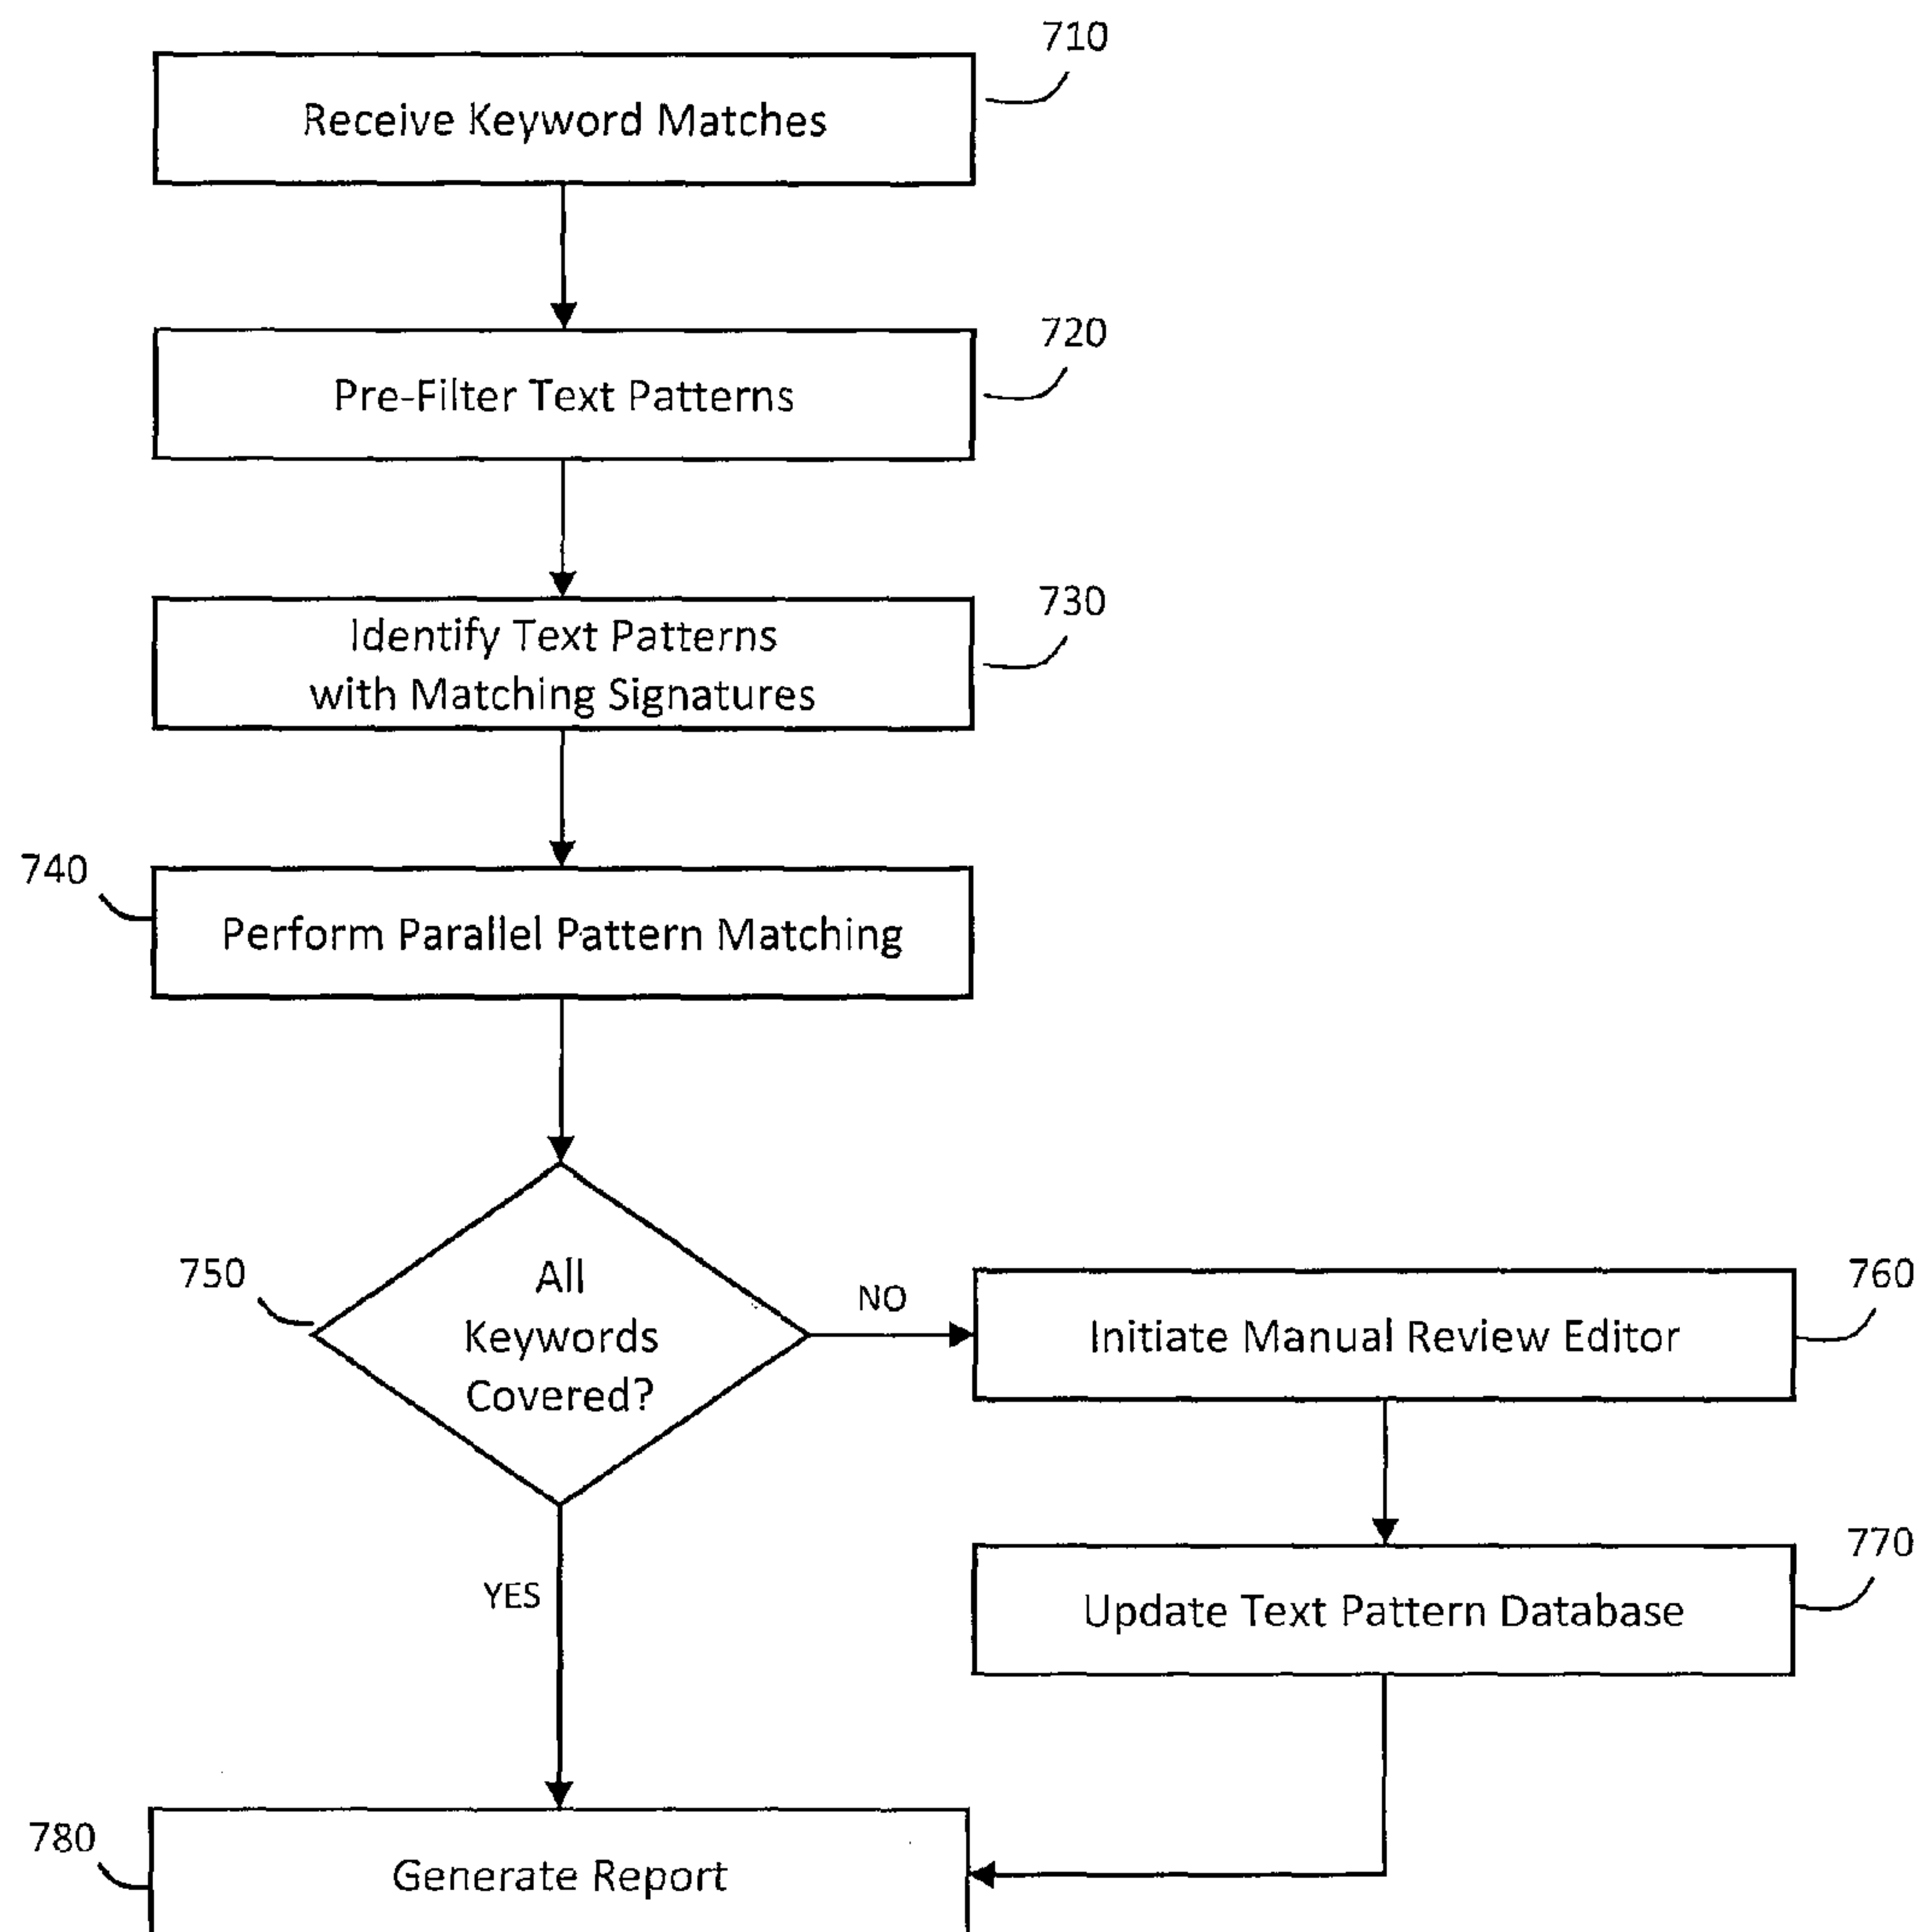 710
Receive Keyword Matches
720
Pre-Filter Text Patterns
730
Identify Text Patterns
with Matching Signatures
740
Perform Parallel Pattern Matching
750
All
Keywords
Covered?
NO
760
Initiate Manual Review Editor
770
Update Text Pattern Database
YES
780
Generate Report